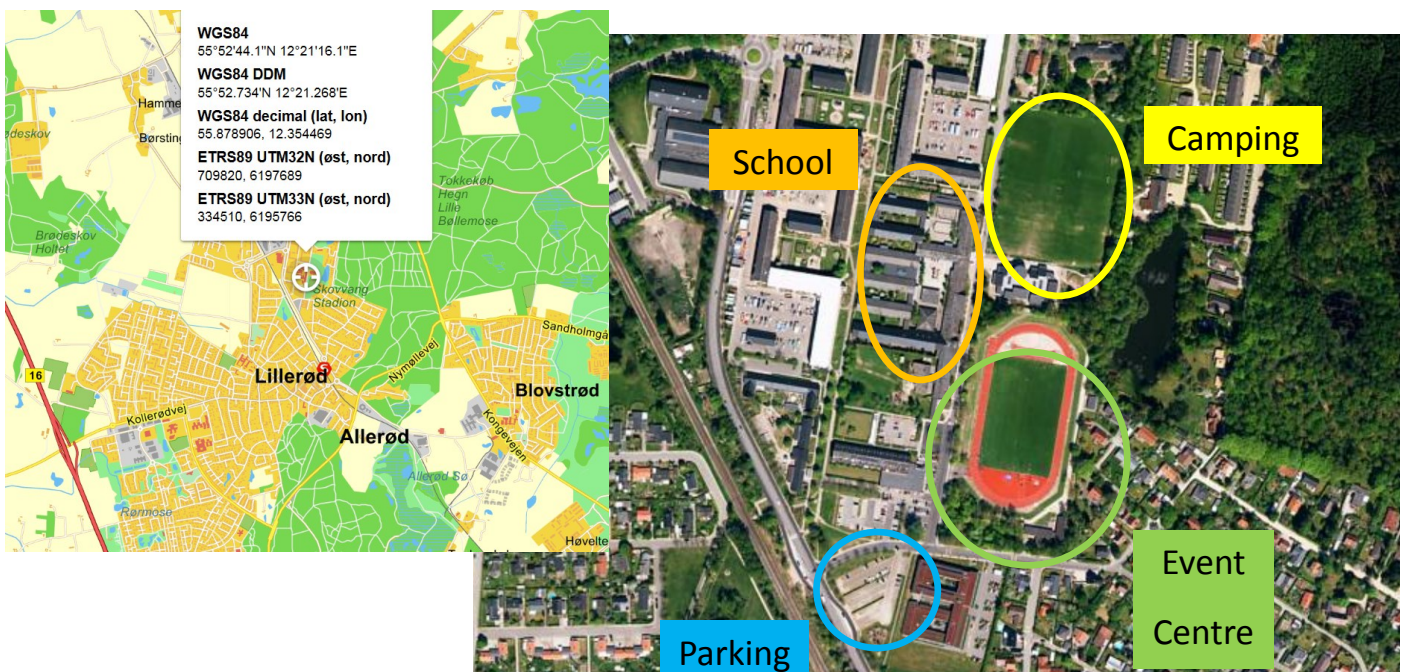 WGS84
55°52'44.1"N 12°21'16.1"E
WGS84 DDM
55°52.734'N 12°21.268'E
WGS84 decimal (lat, lon)
55.878906, 12.354469
ETRS89 UTM32N (øst, nord)
709820, 6197689
ETRS89 UTM33N (øst, nord)
334510, 6195766
Hamme
Børsting
ødeskov
Brødeskov
Holtet
Tokkekøb
Hegn
Lille
Bøllemose
Skovvang
Stadion
Sandholmgå
16
Lillerød
Nymøllevej
Blovstrød
Kollerødvej
Allerød
Kongevejen
Allerød Sø
Rørmose
Høvelte
School
Camping
Event
Centre
Parking